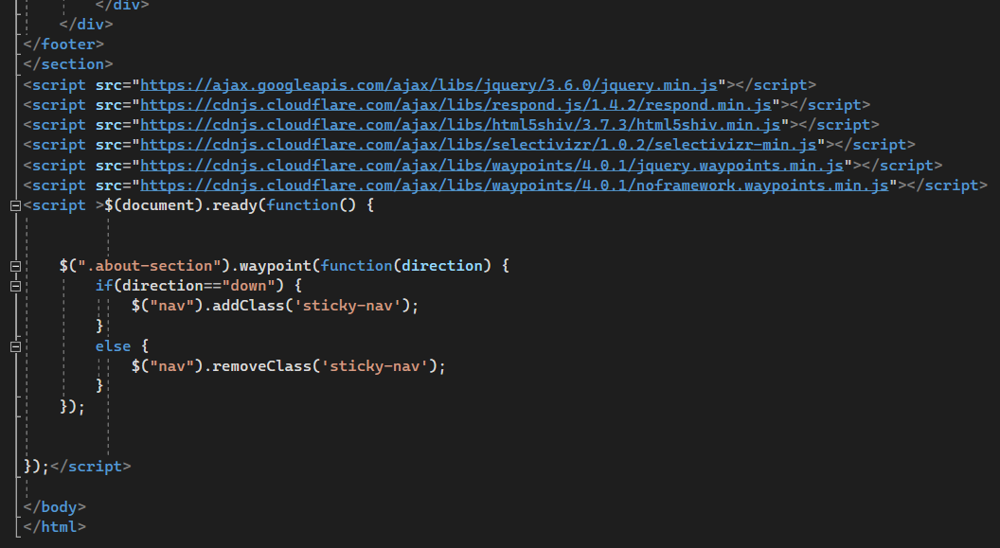 </div>
</div>
</footer>
</section>
<script src="https://ajax.googleapis.com/ajax/libs/jquery/3.6.0/jquery.min.js"></script>
<script src="https://cdnjs.cloudflare.com/ajax/libs/respond.js/1.4.2/respond.min.js"></script>
<script src="https://cdnjs.cloudflare.com/ajax/libs/html5shiv/3.7.3/html5shiv.min.js"></script>
<script src="https://cdnjs.cloudflare.com/ajax/libs/selectivizr/1.0.2/selectivizr-min.js"></script>
<script src="https://cdnjs.cloudflare.com/ajax/libs/waypoints/4.0.1/jquery.waypoints.min.js"></script>
<script src="https://cdnjs.cloudflare.com/ajax/libs/waypoints/4.0.1/noframework.waypoints.min.js"></script>
<script >$(document).ready(function() {
$(".about-section").waypoint(function(direction) {
if(direction=="down") {
$("nav").addClass('sticky-nav');
}
else {
$("nav").removeClass('sticky-nav');
}
});
});</script>
</body>
</html>